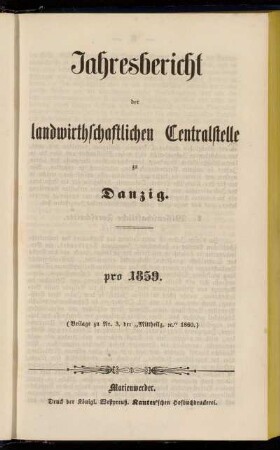 Jahresbericht
der
landwirthschaftlichen Centralstelle
zu
Danzig.
pro 1859.
(Beilage zu Nr. 3. der „Mittheilg. ꝛc.“ 1860.)
Marienwerder.
Druck der Königl. Westpreuß. Kanter'schen Hofbuchdruckerei.